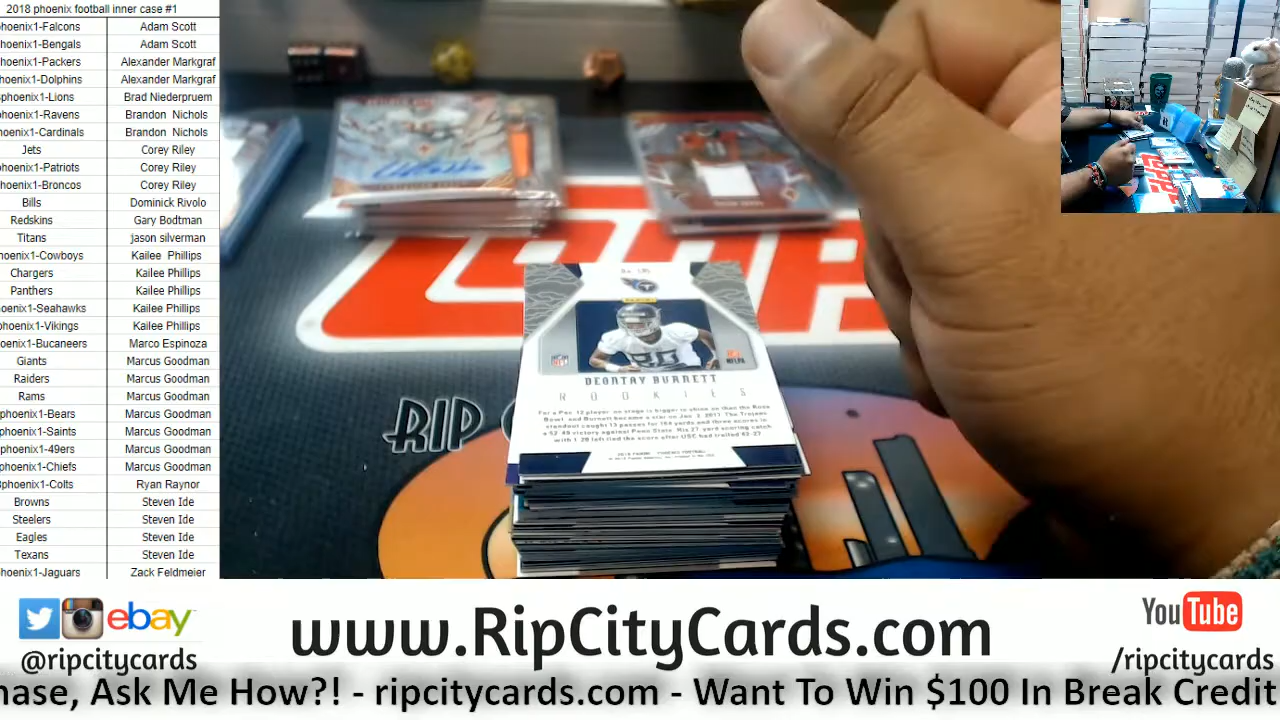 2018 phoenix football inner case #1
hoenix1-Falcons Adam Scott
hoenix1-Bengals Adam Scott
hoenix1-Packers Alexander Markgraf
hoenix1-Dolphins Alexander Markgraf
phoenix1-Lions Brad Niederpruem
hoenix1-Ravens Brandon Nichols
oenix1-Cardinals Brandon Nichols
Jets Corey Riley
hoenix1-Patriots Corey Riley
hoenix1-Broncos Corey Riley
Bills Dominick Rivolo
Redskins Gary Bodtman
Titans jason silverman
hoenix1-Cowboys Kailee Phillips
Chargers Kailee Phillips
Panthers Kailee Phillips
hoenix1-Seahawks Kailee Phillips
phoenix1-Vikings Kailee Phillips
oenix1-Bucaneers Marco Espinoza
Giants Marcus Goodman
Raiders Marcus Goodman
Rams Marcus Goodman
phoenix1-Bears Marcus Goodman
hoenix1-Saints Marcus Goodman
phoenix1-49ers Marcus Goodman
hoenix1-Chiefs Marcus Goodman
phoenix1-Colts Ryan Raynor
Browns Steven Ide
Steelers Steven Ide
Eagles Steven Ide
Texans Steven Ide
hoenix1-Jaguars Zack Feldmeier
DEONTAY BURNETT
ROOKIES
RIP
ebay
@ripcitycards
www.RipCityCards.com
YouTube
/ripcitycards
hase, Ask Me How?! - ripcitycards.com - Want To Win $100 In Break Credit